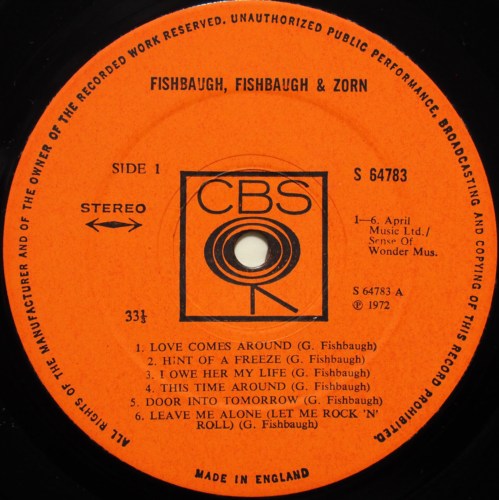 ALL RIGHTS OF THE MANUFACTURER AND OF THE OWNER OF THE RECORDED WORK RESERVED. UNAUTHORIZED PUBLIC PERFORMANCE, BROADCASTING AND COPYING OF THIS RECORD PROHIBITED.
FISHBAUGH, FISHBAUGH & ZORN
SIDE 1
S 64783
CBS
STEREO
1—6. April
Music Ltd./
Sense Of
Wonder Mus.
S 64783 A
℗ 1972
33⅓
1. LOVE COMES AROUND (G. Fishbaugh)
2. HINT OF A FREEZE (G. Fishbaugh)
3. I OWE HER MY LIFE (G. Fishbaugh)
4. THIS TIME AROUND (G. Fishbaugh)
5. DOOR INTO TOMORROW (G. Fishbaugh)
6. LEAVE ME ALONE (LET ME ROCK 'N'
ROLL) (G. Fishbaugh)
MADE IN ENGLAND